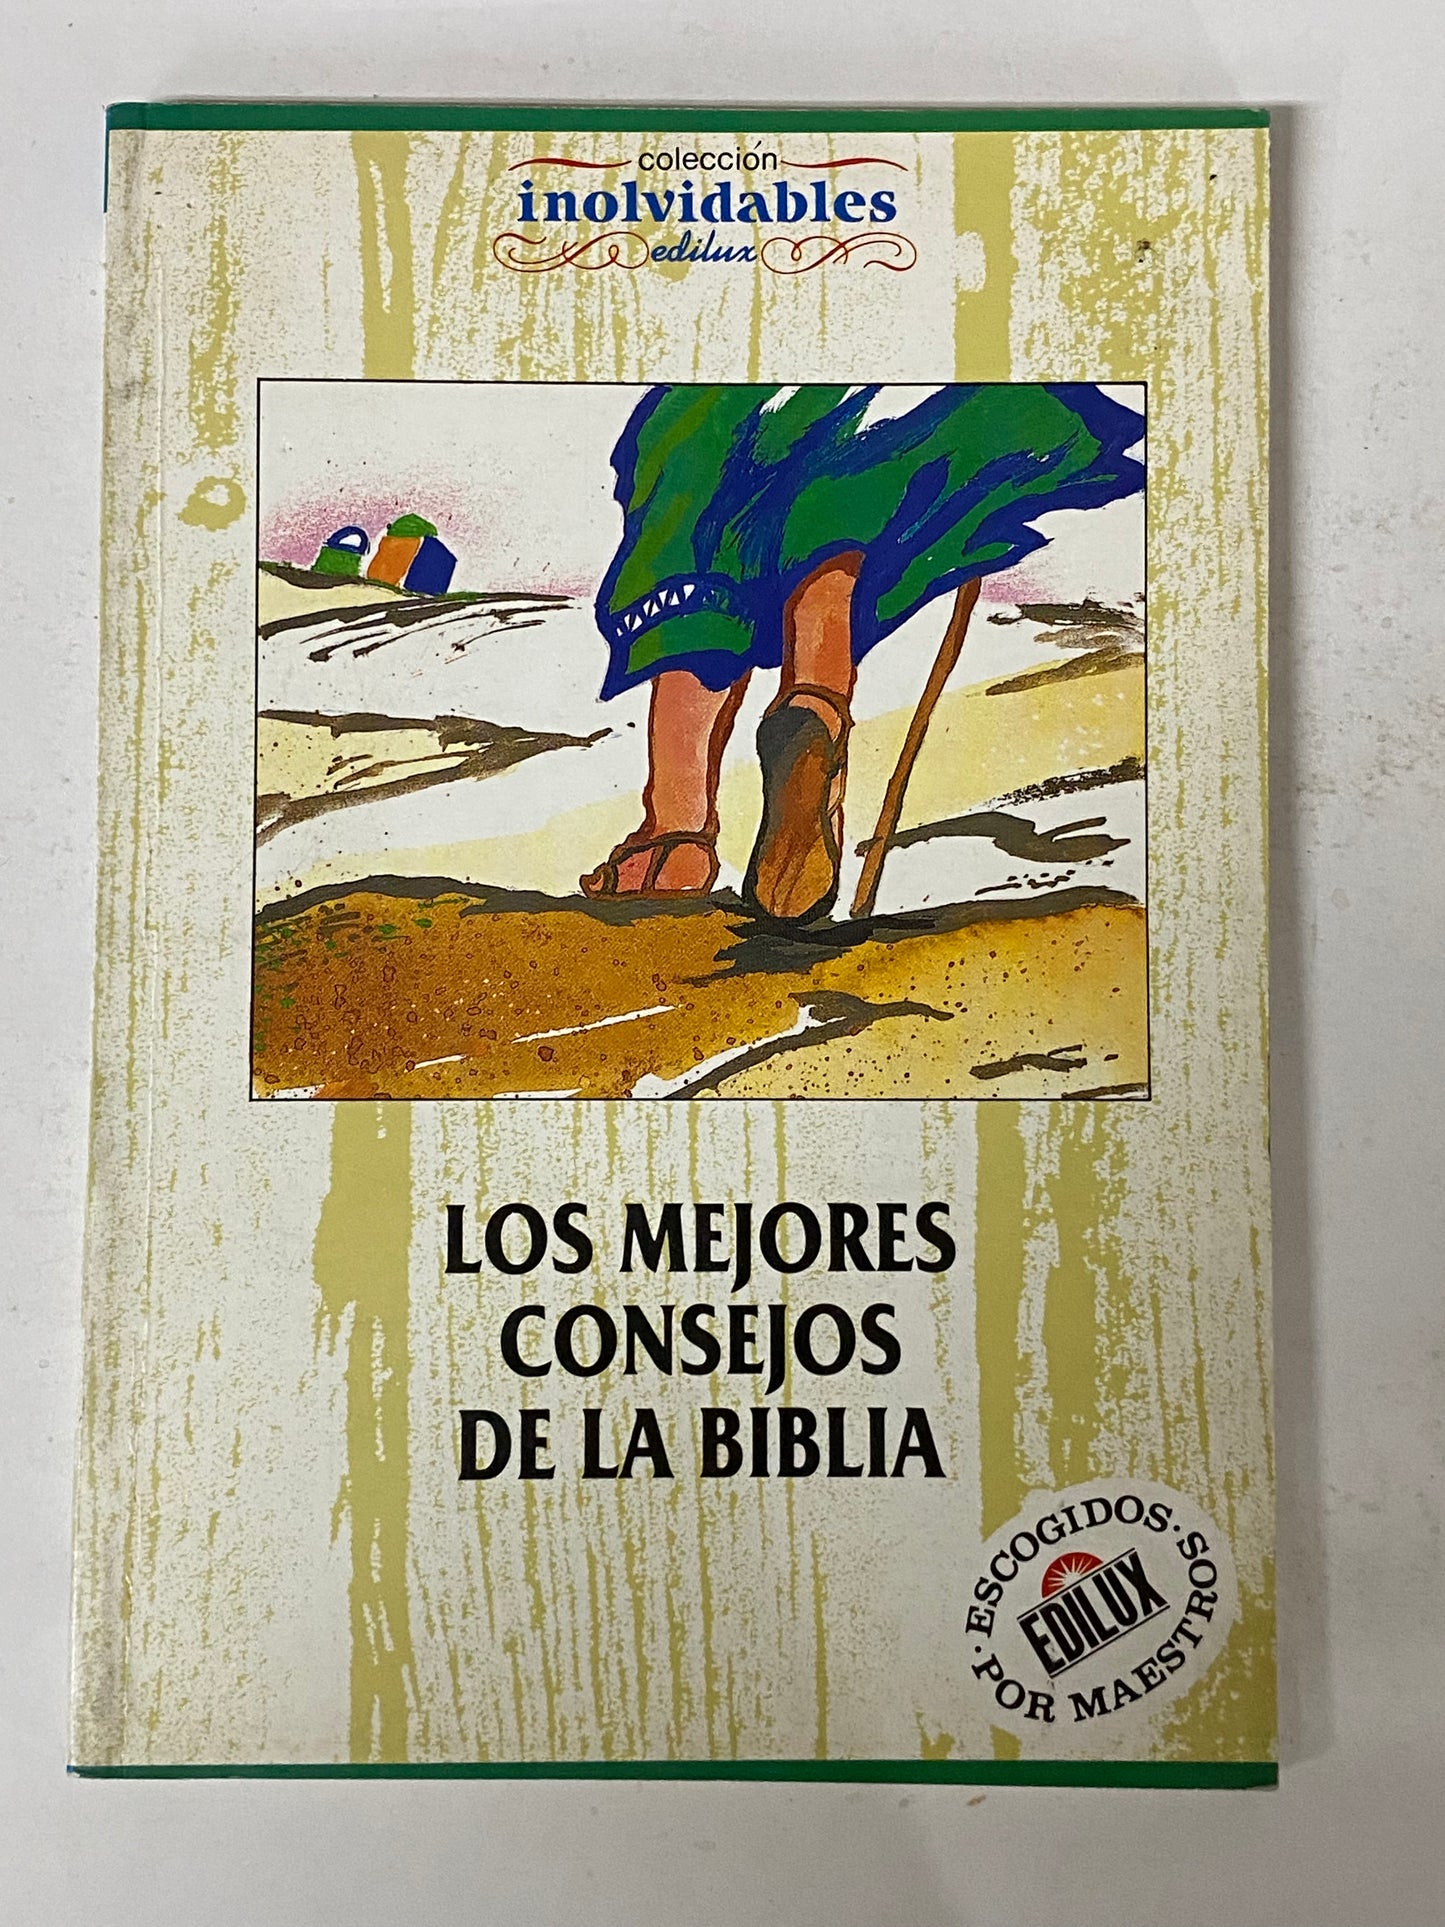 colección
inolvidables
edilux
LOS MEJORES
CONSEJOS
DE LA BIBLIA
· ESCOGIDOS ·
POR MAESTROS
EDILUX